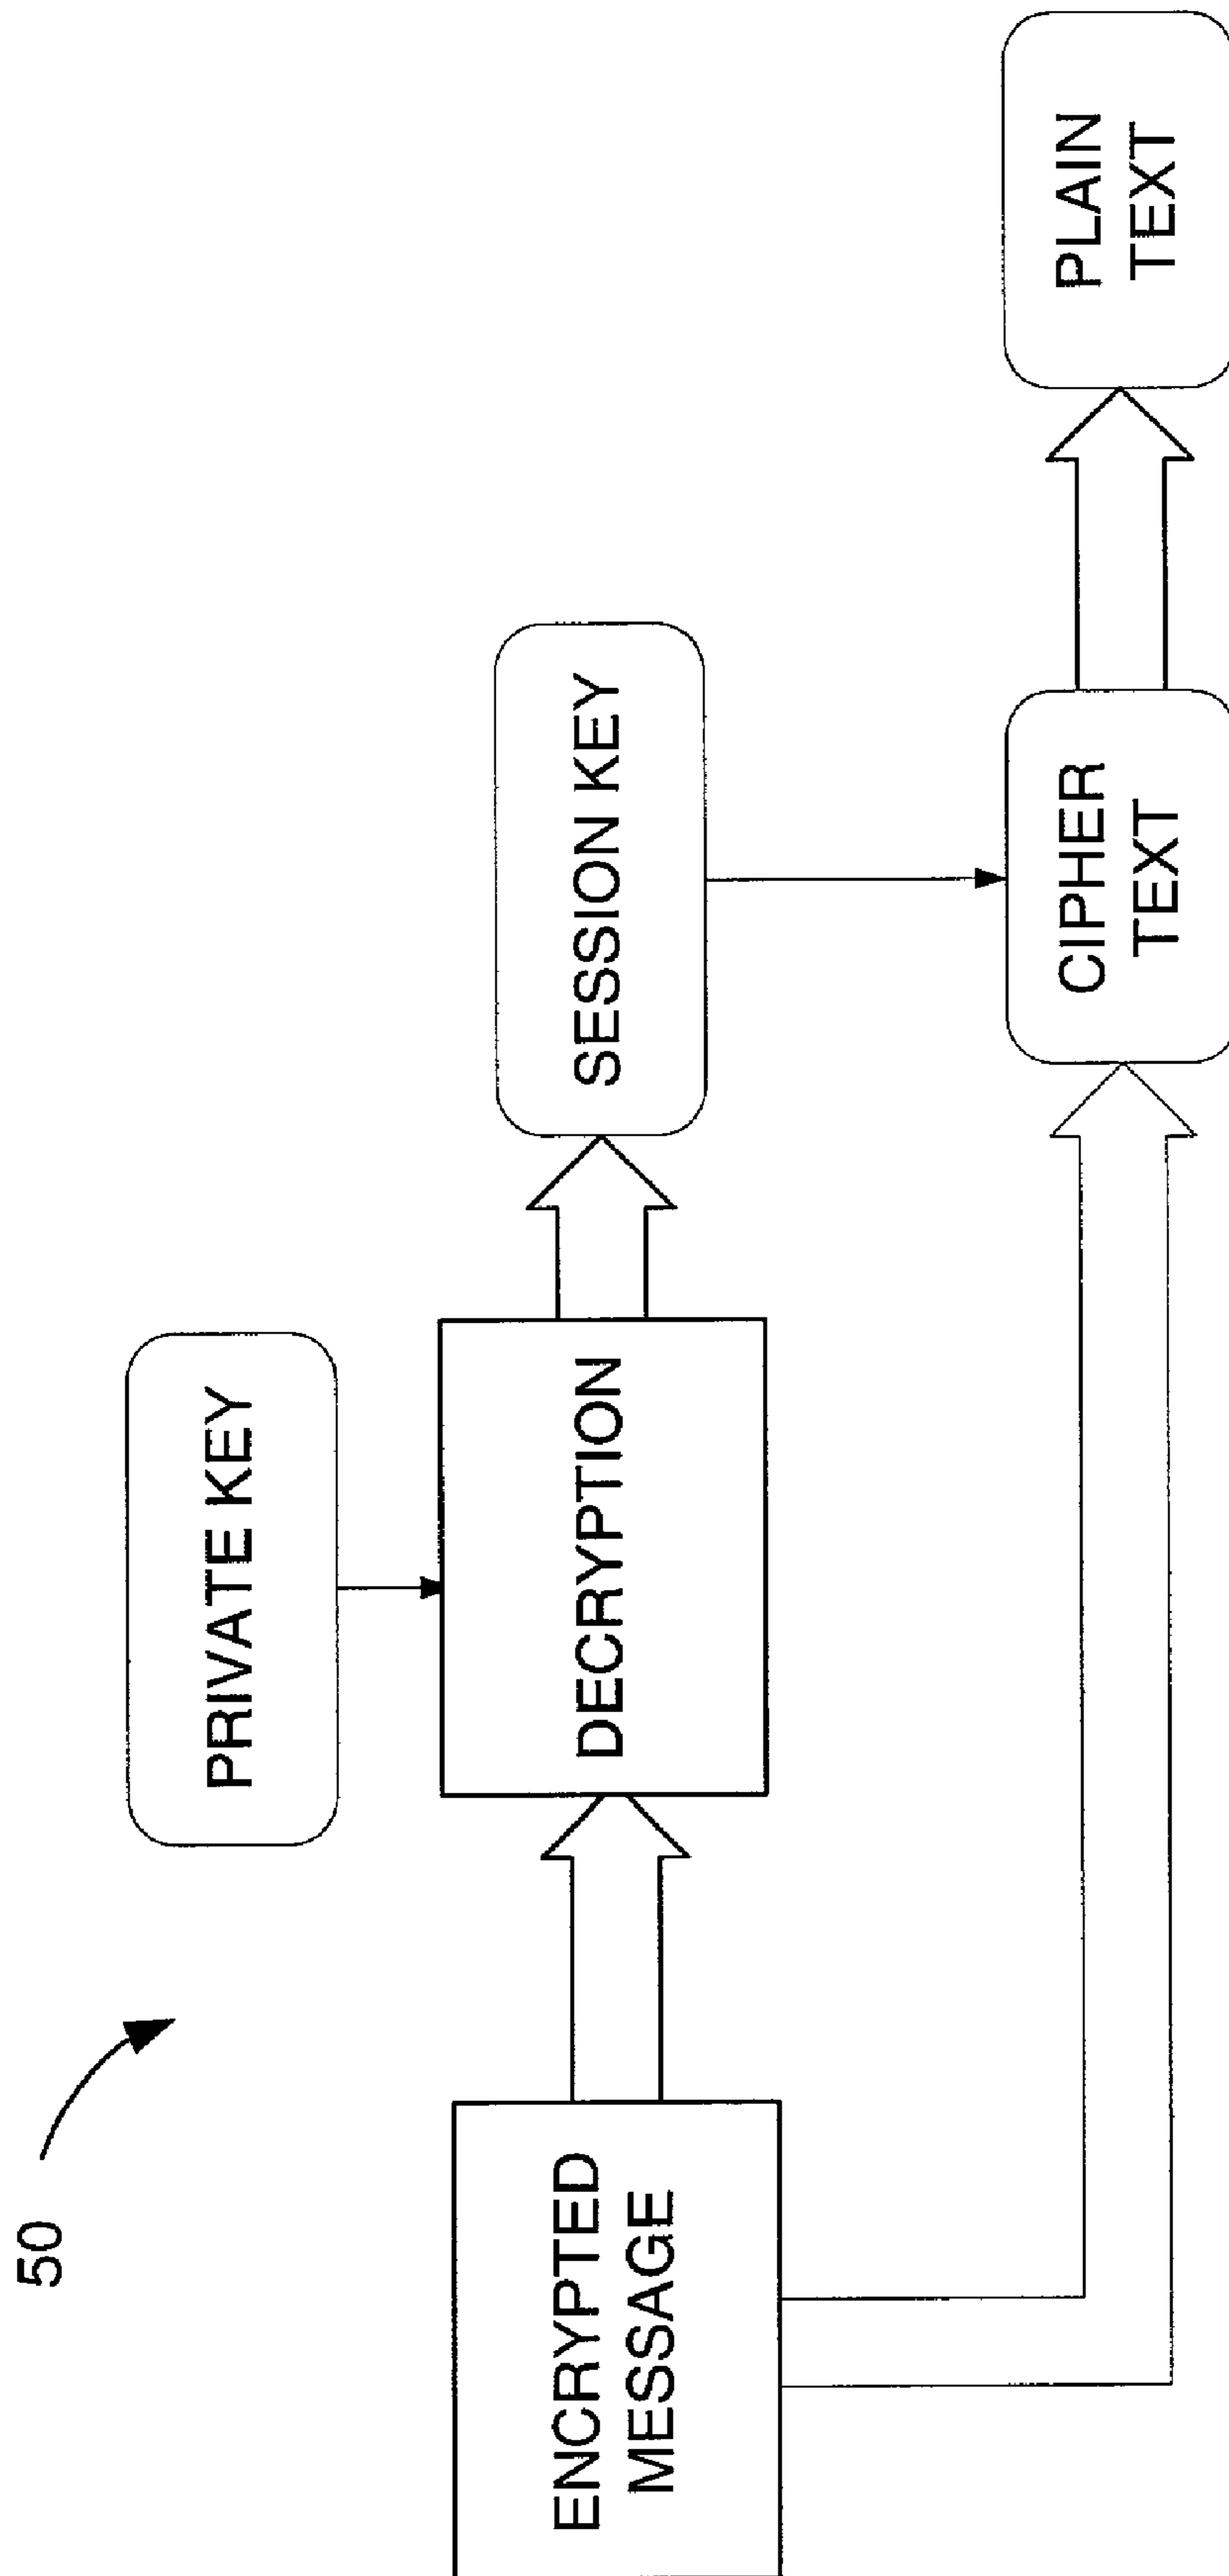 50
PRIVATE KEY
ENCRYPTED
MESSAGE
DECRYPTION
SESSION KEY
CIPHER
TEXT
PLAIN
TEXT